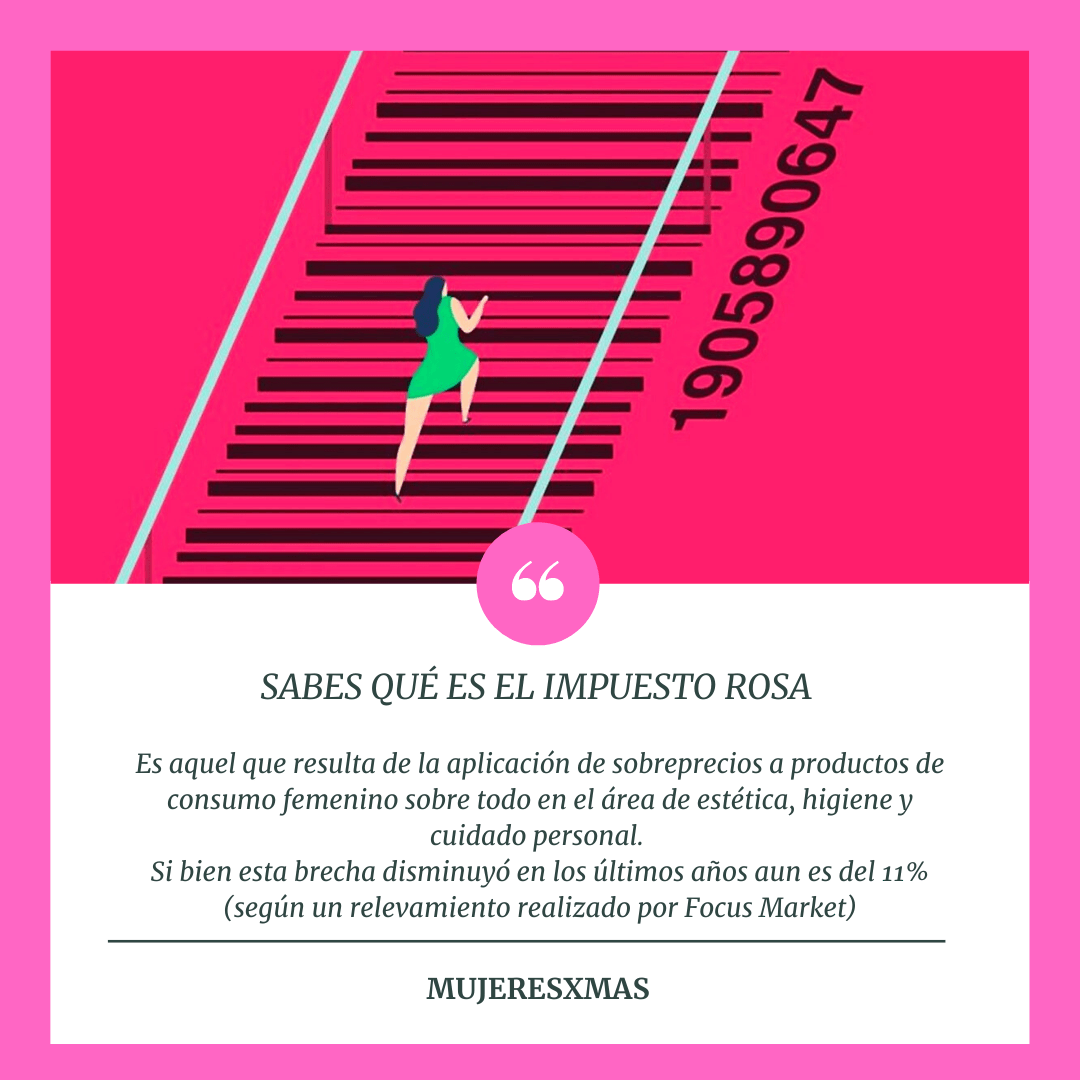 1905890647
SABES QUÉ ES EL IMPUESTO ROSA
Es aquel que resulta de la aplicación de sobreprecios a productos de
consumo femenino sobre todo en el área de estética, higiene y
cuidado personal.
Si bien esta brecha disminuyó en los últimos años aun es del 11%
(según un relevamiento realizado por Focus Market)
MUJERESXMAS